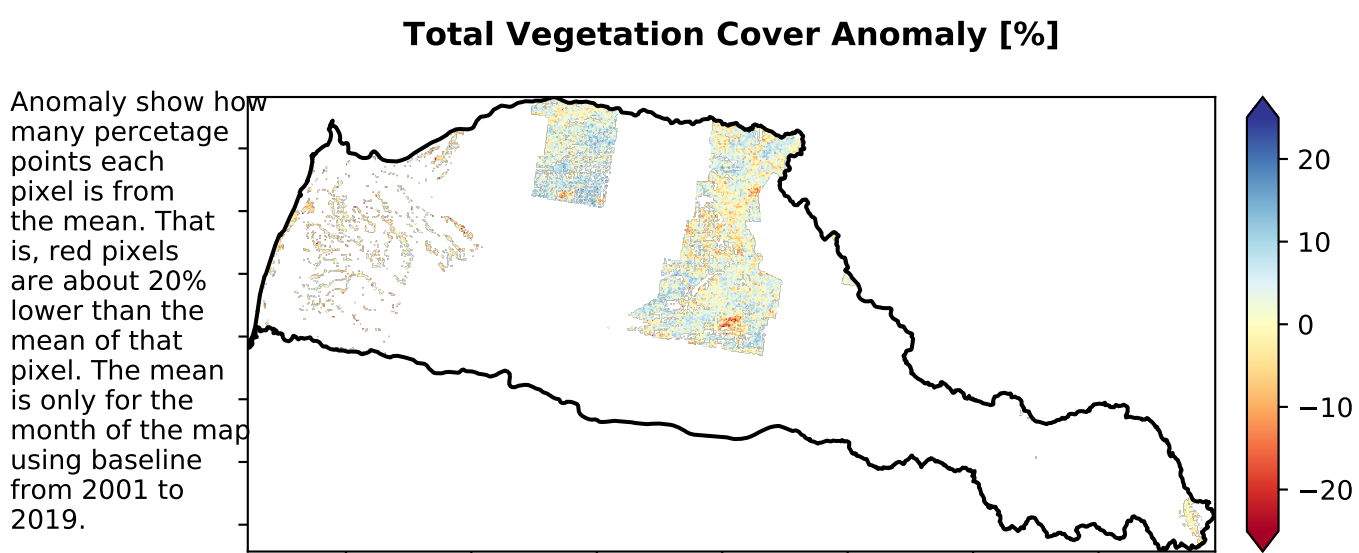 Total Vegetation Cover Anomaly [%]
Anomaly show how
many percetage
points each
pixel is from
the mean. That
is, red pixels
are about 20%
lower than the
mean of that
pixel. The mean
is only for the
month of the map
using baseline
from 2001 to
2019.
20
10
0
−10
−20